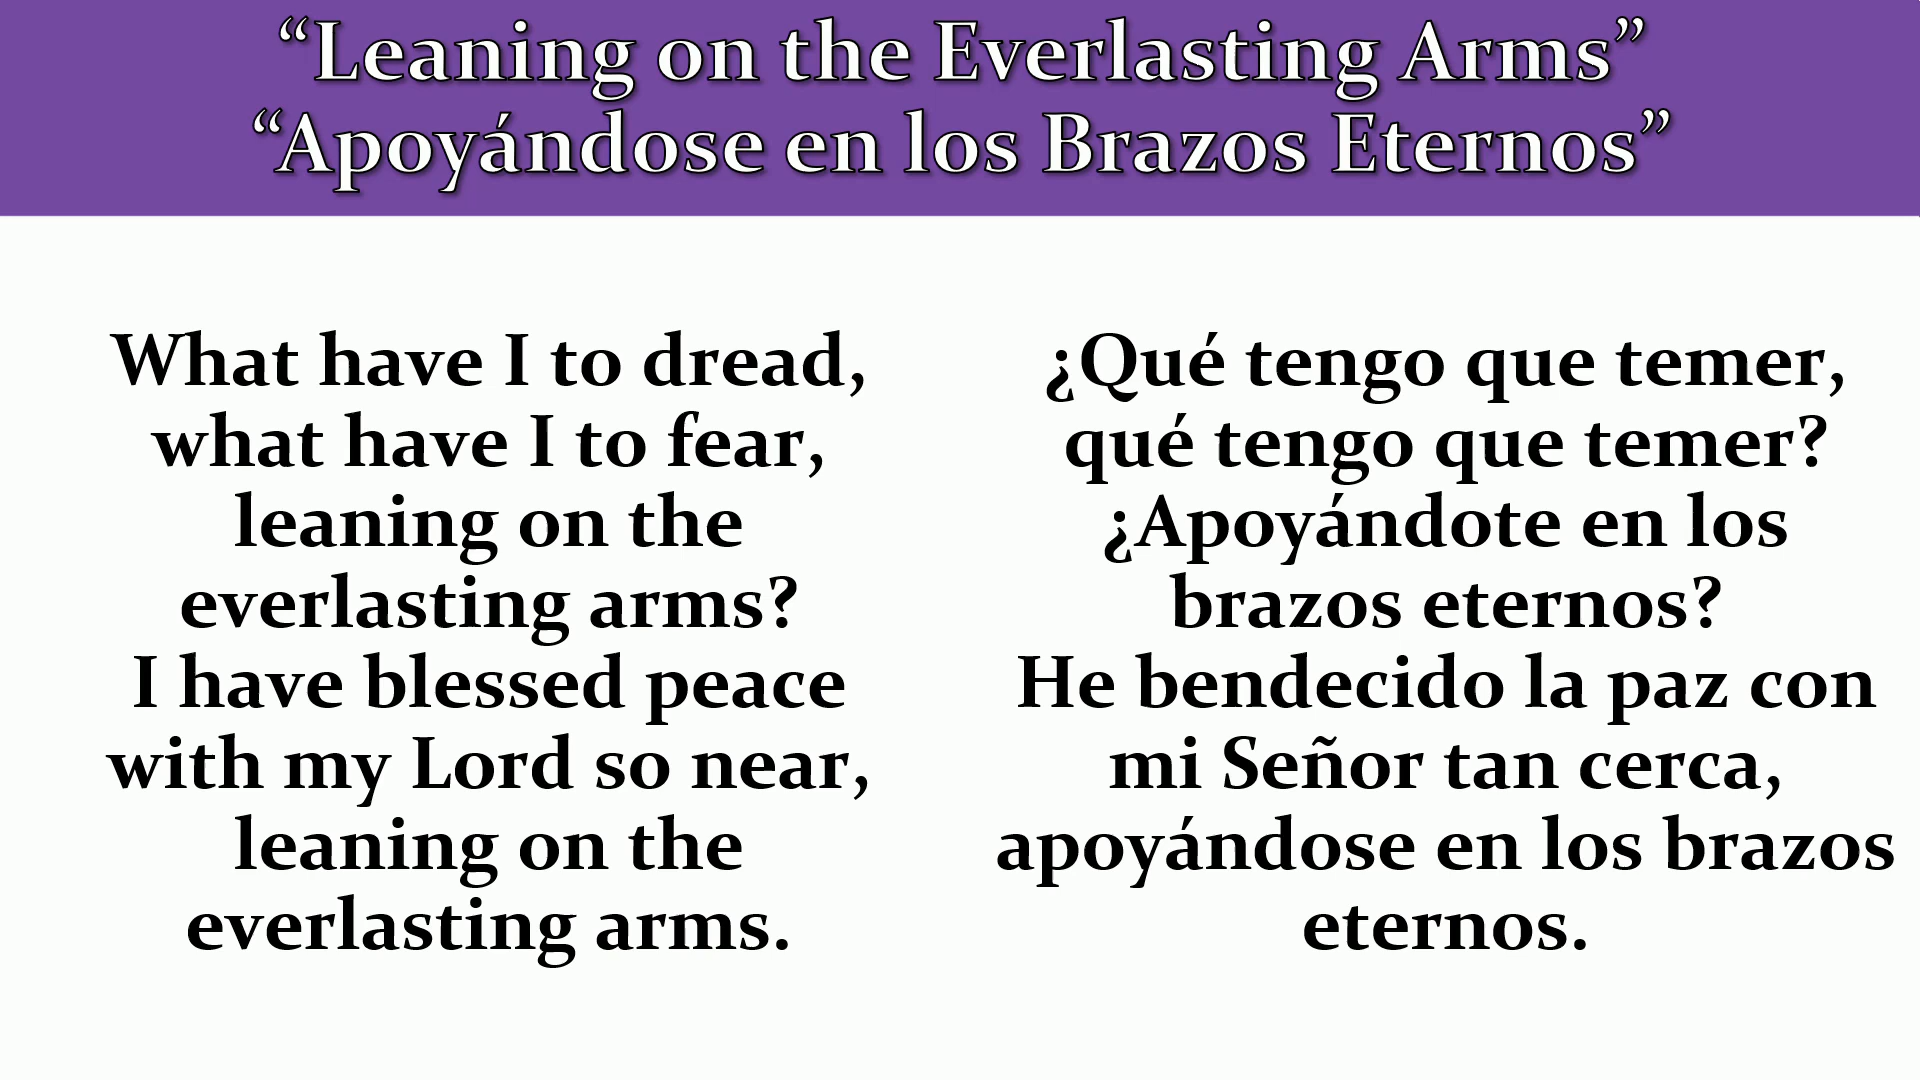 “Leaning on the Everlasting Arms”
“Apoyándose en los Brazos Eternos”
What have I to dread,
what have I to fear,
leaning on the
everlasting arms?
I have blessed peace
with my Lord so near,
leaning on the
everlasting arms.
¿Qué tengo que temer,
qué tengo que temer?
¿Apoyándote en los
brazos eternos?
He bendecido la paz con
mi Señor tan cerca,
apoyándose en los brazos
eternos.